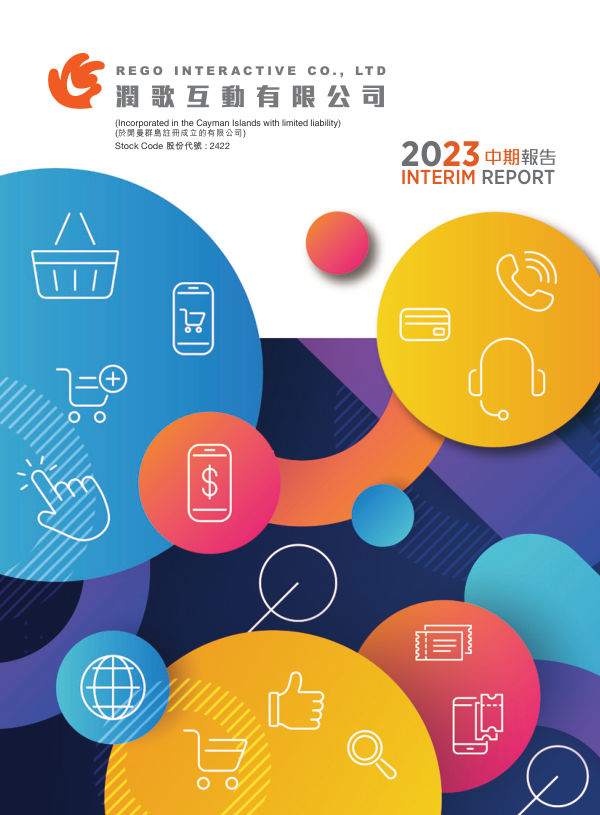 REGO INTERACTIVE CO., LTD
潤歌互動有限公司
(Incorporated in the Cayman Islands with limited liability)
(於開曼群島註冊成立的有限公司)
Stock Code 股份代號 : 2422
2023 中期報告
INTERIM REPORT
$